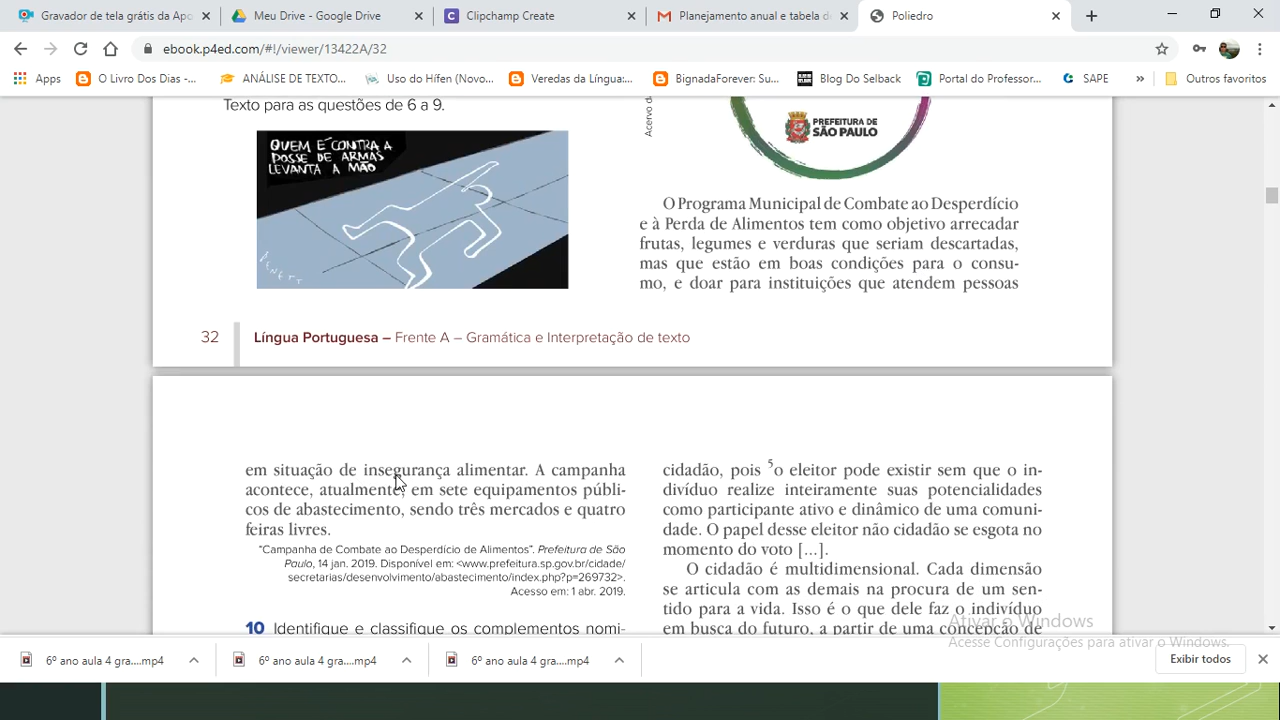 Gravador de tela grátis da Apo
Meu Drive - Google Drive
Clipchamp Create
Planejamento anual e tabela de
Poliedro
ebook.p4ed.com/#!/viewer/13422A/32
Apps
O Livro Dos Dias -...
ANÁLISE DE TEXTO...
Uso do Hífen (Novo...
Veredas da Língua:...
BignadaForever: Su...
Blog Do Selback
Portal do Professor...
SAPE
»
Outros favoritos
Texto para as questões de 6 a 9.
QUEM É CONTRA A
POSSE DE ARMAS
LEVANTA A MÃO
Acervo da
PREFEITURA DE
SÃO PAULO
O Programa Municipal de Combate ao Desperdício
e à Perda de Alimentos tem como objetivo arrecadar
frutas, legumes e verduras que seriam descartadas,
mas que estão em boas condições para o consu-
mo, e doar para instituições que atendem pessoas
32
Língua Portuguesa – Frente A – Gramática e Interpretação de texto
em situação de insegurança alimentar. A campanha
acontece, atualmente, em sete equipamentos públi-
cos de abastecimento, sendo três mercados e quatro
feiras livres.
“Campanha de Combate ao Desperdício de Alimentos”. Prefeitura de São
Paulo, 14 jan. 2019. Disponível em: <www.prefeitura.sp.gov.br/cidade/
secretarias/desenvolvimento/abastecimento/index.php?p=269732>.
Acesso em: 1 abr. 2019.
10 Identifique e classifique os complementos nomi-
cidadão, pois 5o eleitor pode existir sem que o in-
divíduo realize inteiramente suas potencialidades
como participante ativo e dinâmico de uma comuni-
dade. O papel desse eleitor não cidadão se esgota no
momento do voto [...].
O cidadão é multidimensional. Cada dimensão
se articula com as demais na procura de um sen-
tido para a vida. Isso é o que dele faz o indivíduo
em busca do futuro, a partir de uma concepção de
Ativar o Windows
Acesse Configurações para ativar o Windows.
6º ano aula 4 gra....mp4
6º ano aula 4 gra....mp4
6º ano aula 4 gra....mp4
Exibir todos